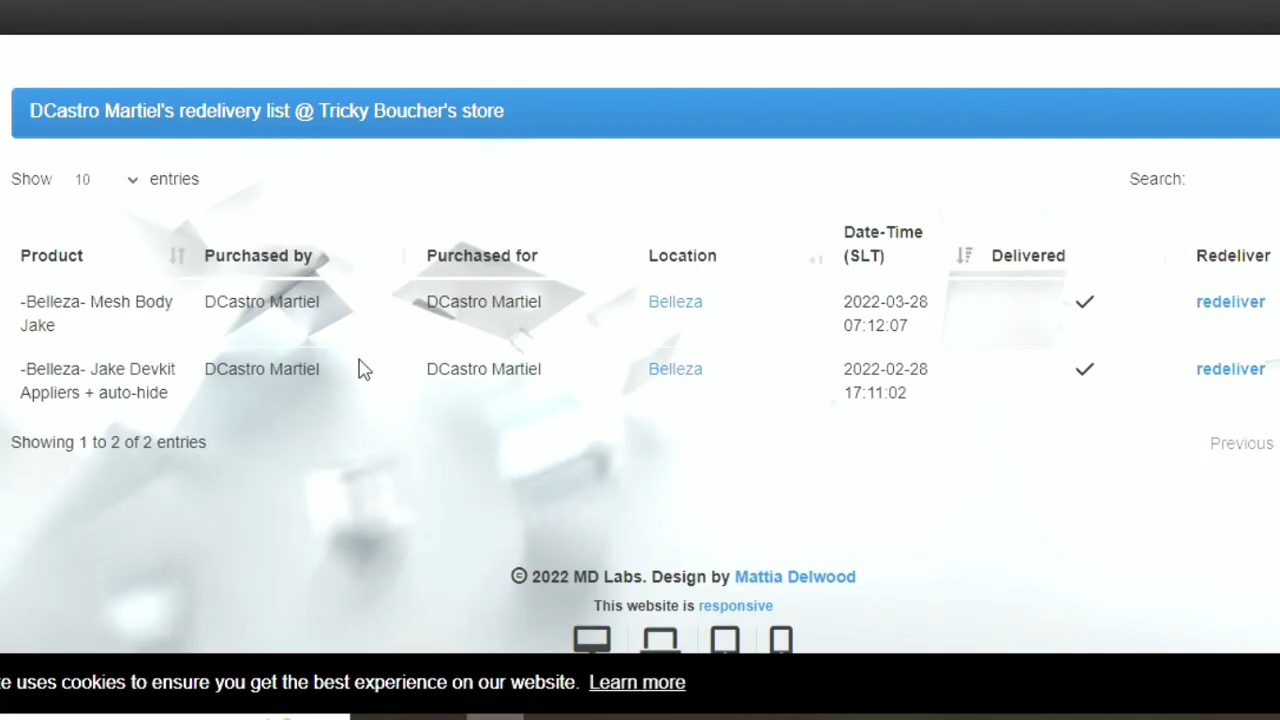 DCastro Martiel's redelivery list @ Tricky Boucher's store
Show 10 entries
Search:
Product Purchased by Purchased for Location Date-Time (SLT) Delivered Redeliver
-Belleza- Mesh Body Jake DCastro Martiel DCastro Martiel Belleza 2022-03-28 07:12:07 redeliver
-Belleza- Jake Devkit Appliers + auto-hide DCastro Martiel DCastro Martiel Belleza 2022-02-28 17:11:02 redeliver
Showing 1 to 2 of 2 entries
Previous
© 2022 MD Labs. Design by Mattia Delwood
This website is responsive
e uses cookies to ensure you get the best experience on our website. Learn more